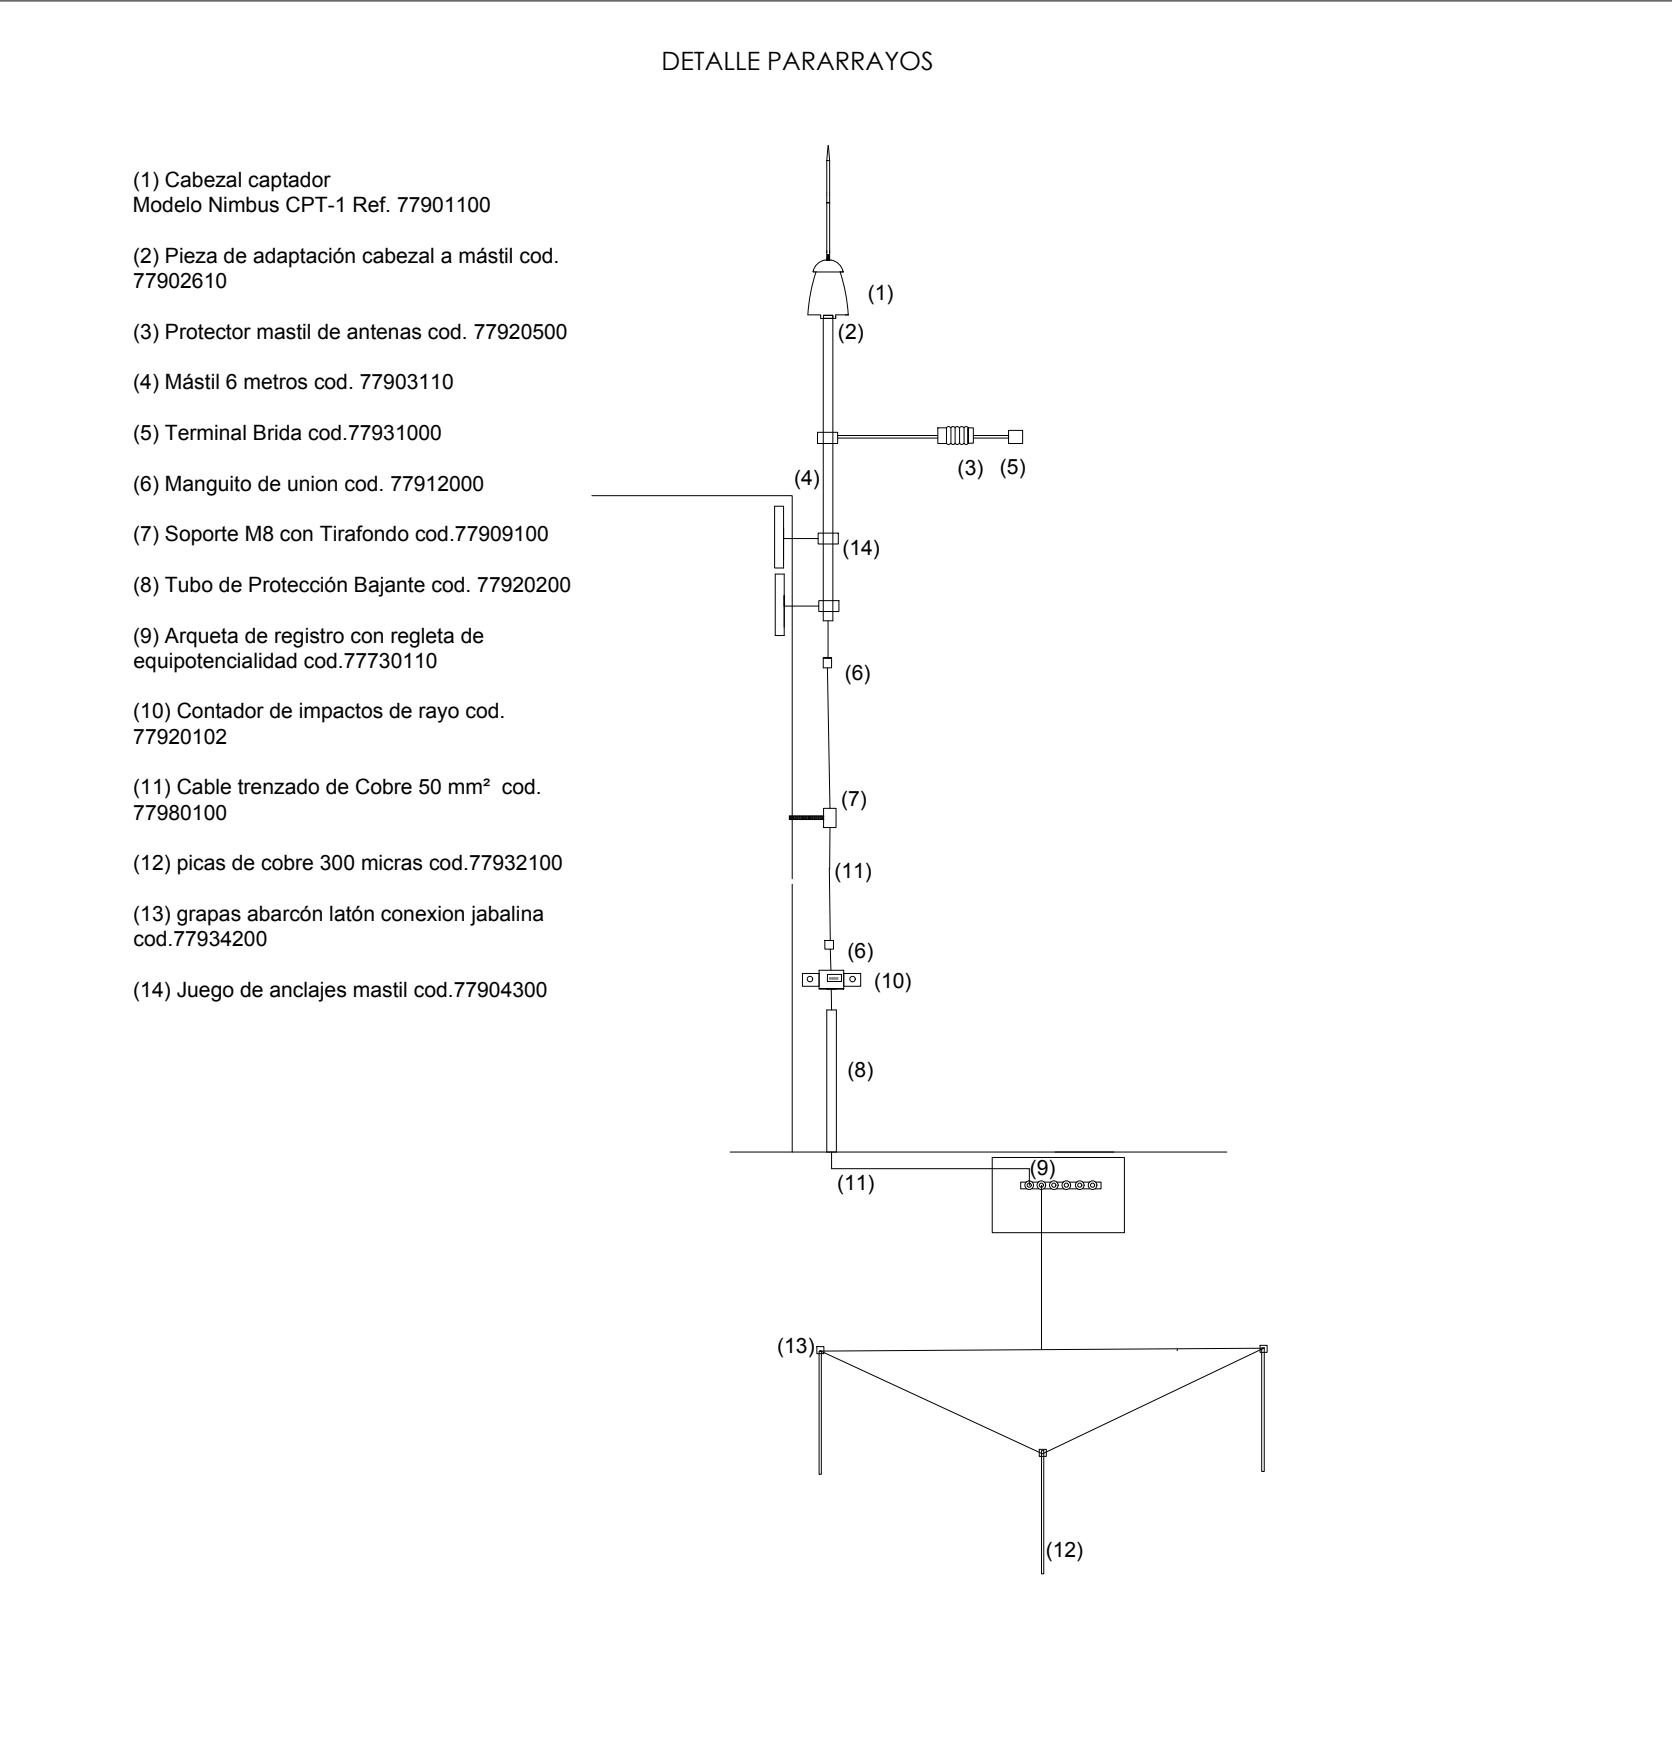 DETALLE PARARRAYOS
(1) Cabezal captador
Modelo Nimbus CPT-1 Ref. 77901100
(2) Pieza de adaptación cabezal a mástil cod.
77902610
(3) Protector mastil de antenas cod. 77920500
(4) Mástil 6 metros cod. 77903110
(5) Terminal Brida cod.77931000
(6) Manguito de union cod. 77912000
(7) Soporte M8 con Tirafondo cod.77909100
(8) Tubo de Protección Bajante cod. 77920200
(9) Arqueta de registro con regleta de
equipotencialidad cod.77730110
(10) Contador de impactos de rayo cod.
77920102
(11) Cable trenzado de Cobre 50 mm² cod.
77980100
(12) picas de cobre 300 micras cod.77932100
(13) grapas abarcón latón conexion jabalina
cod.77934200
(14) Juego de anclajes mastil cod.77904300
(1)
(2)
(3) (5)
(4)
(14)
(6)
(7)
(11)
(6)
(10)
(8)
(9)
(11)
(13)
(12)